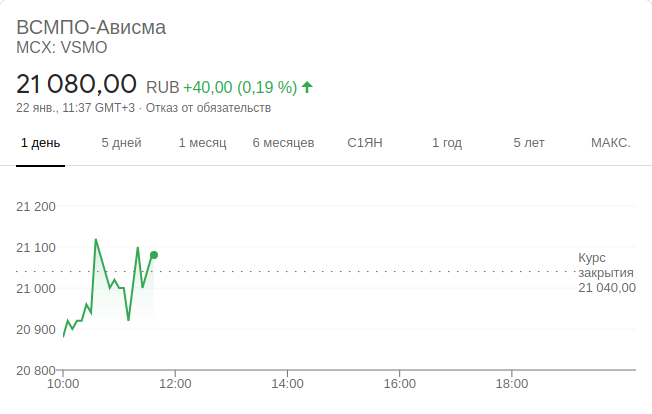 ВСМПО-Ависма
MCX: VSMO
21 080,00 RUB +40,00 (0,19 %)
22 янв., 11:37 GMT+3 · Отказ от обязательств
1 день 5 дней 1 месяц 6 месяцев С1ЯН 1 год 5 лет МАКС.
21 200
21 100
Курс
закрытия
21 000
21 040,00
20 900
20 800
10:00 12:00 14:00 16:00 18:00